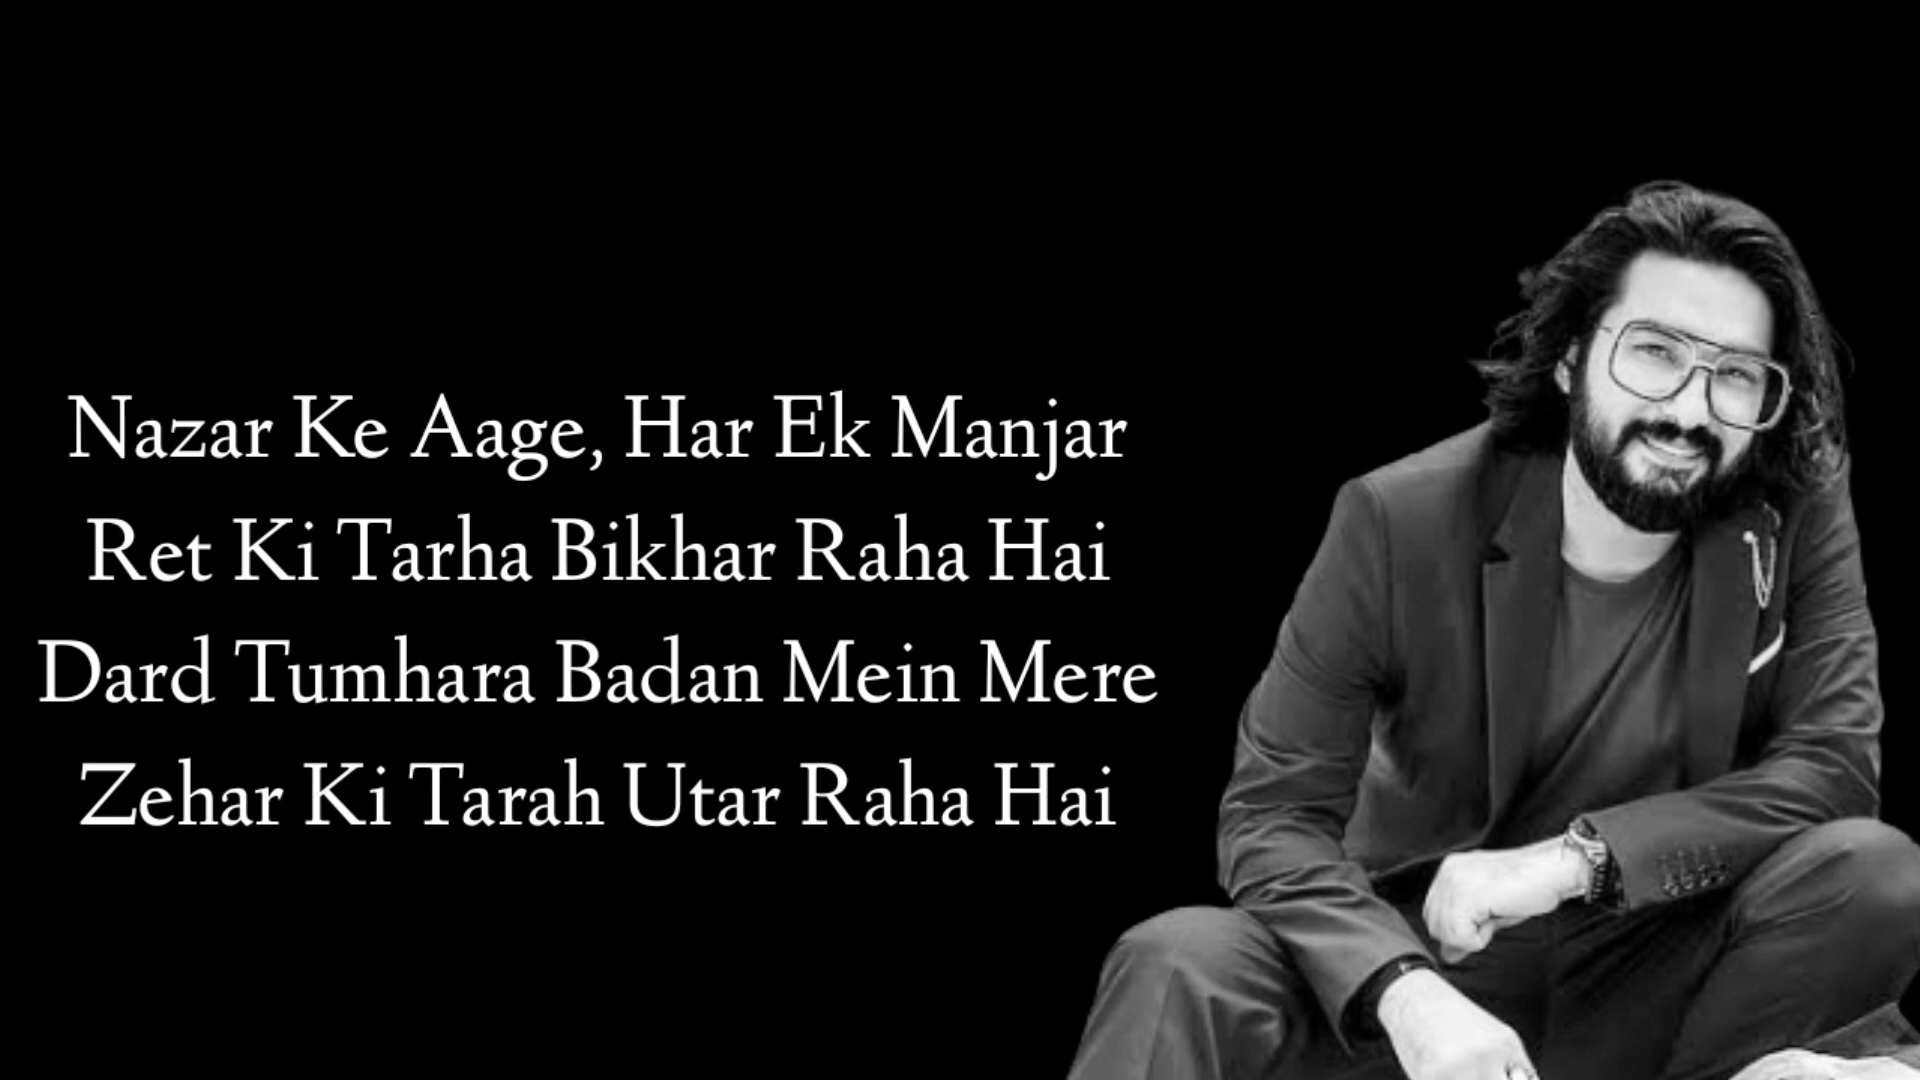 Nazar Ke Aage, Har Ek Manjar
Ret Ki Tarha Bikhar Raha Hai
Dard Tumhara Badan Mein Mere
Zehar Ki Tarah Utar Raha Hai